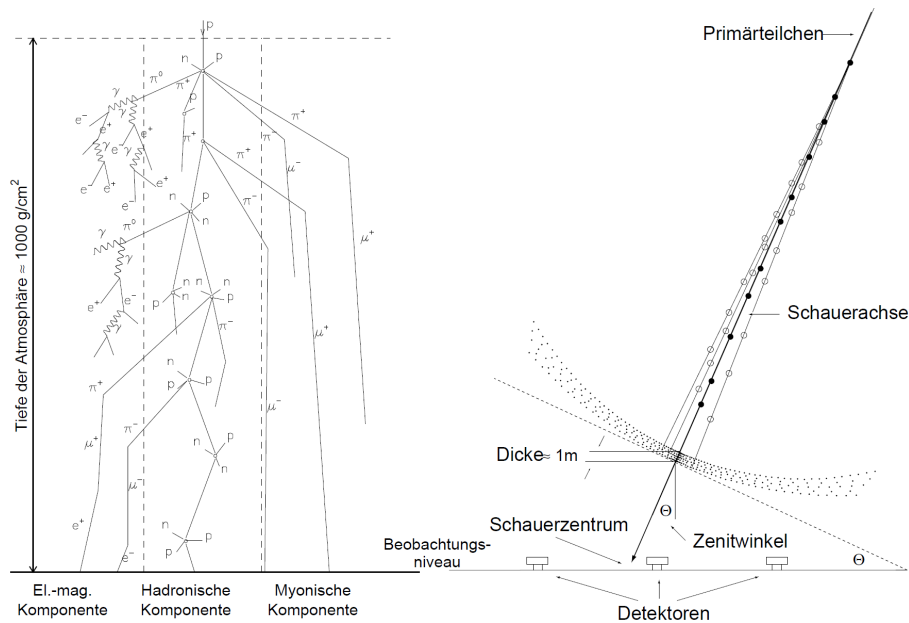 p
n
p
π⁰
π⁺
γ
p
π⁺
e⁻
γ
e⁺
e⁺
π⁺
π⁻
γ
π⁺
μ⁻
e⁻
e⁺
e⁺
e⁻
π⁻
n
p
n
π⁰
γ
μ⁺
γ
n
n
p
n
n
p
e⁺
e⁻
γ
π⁻
μ⁺
n
p
p
π⁺
μ⁻
π⁻
μ⁺
n
p
n
μ⁻
e⁺
n
p
p
e⁻
Tiefe der Atmosphäre ≈ 1000 g/cm²
El.-mag.
Komponente
Hadronische
Komponente
Myonische
Komponente
Primärteilchen
Schauerachse
Dicke ≈ 1m
Schauerzentrum
Θ
Zenitwinkel
Θ
Beobachtungs-
niveau
Detektoren